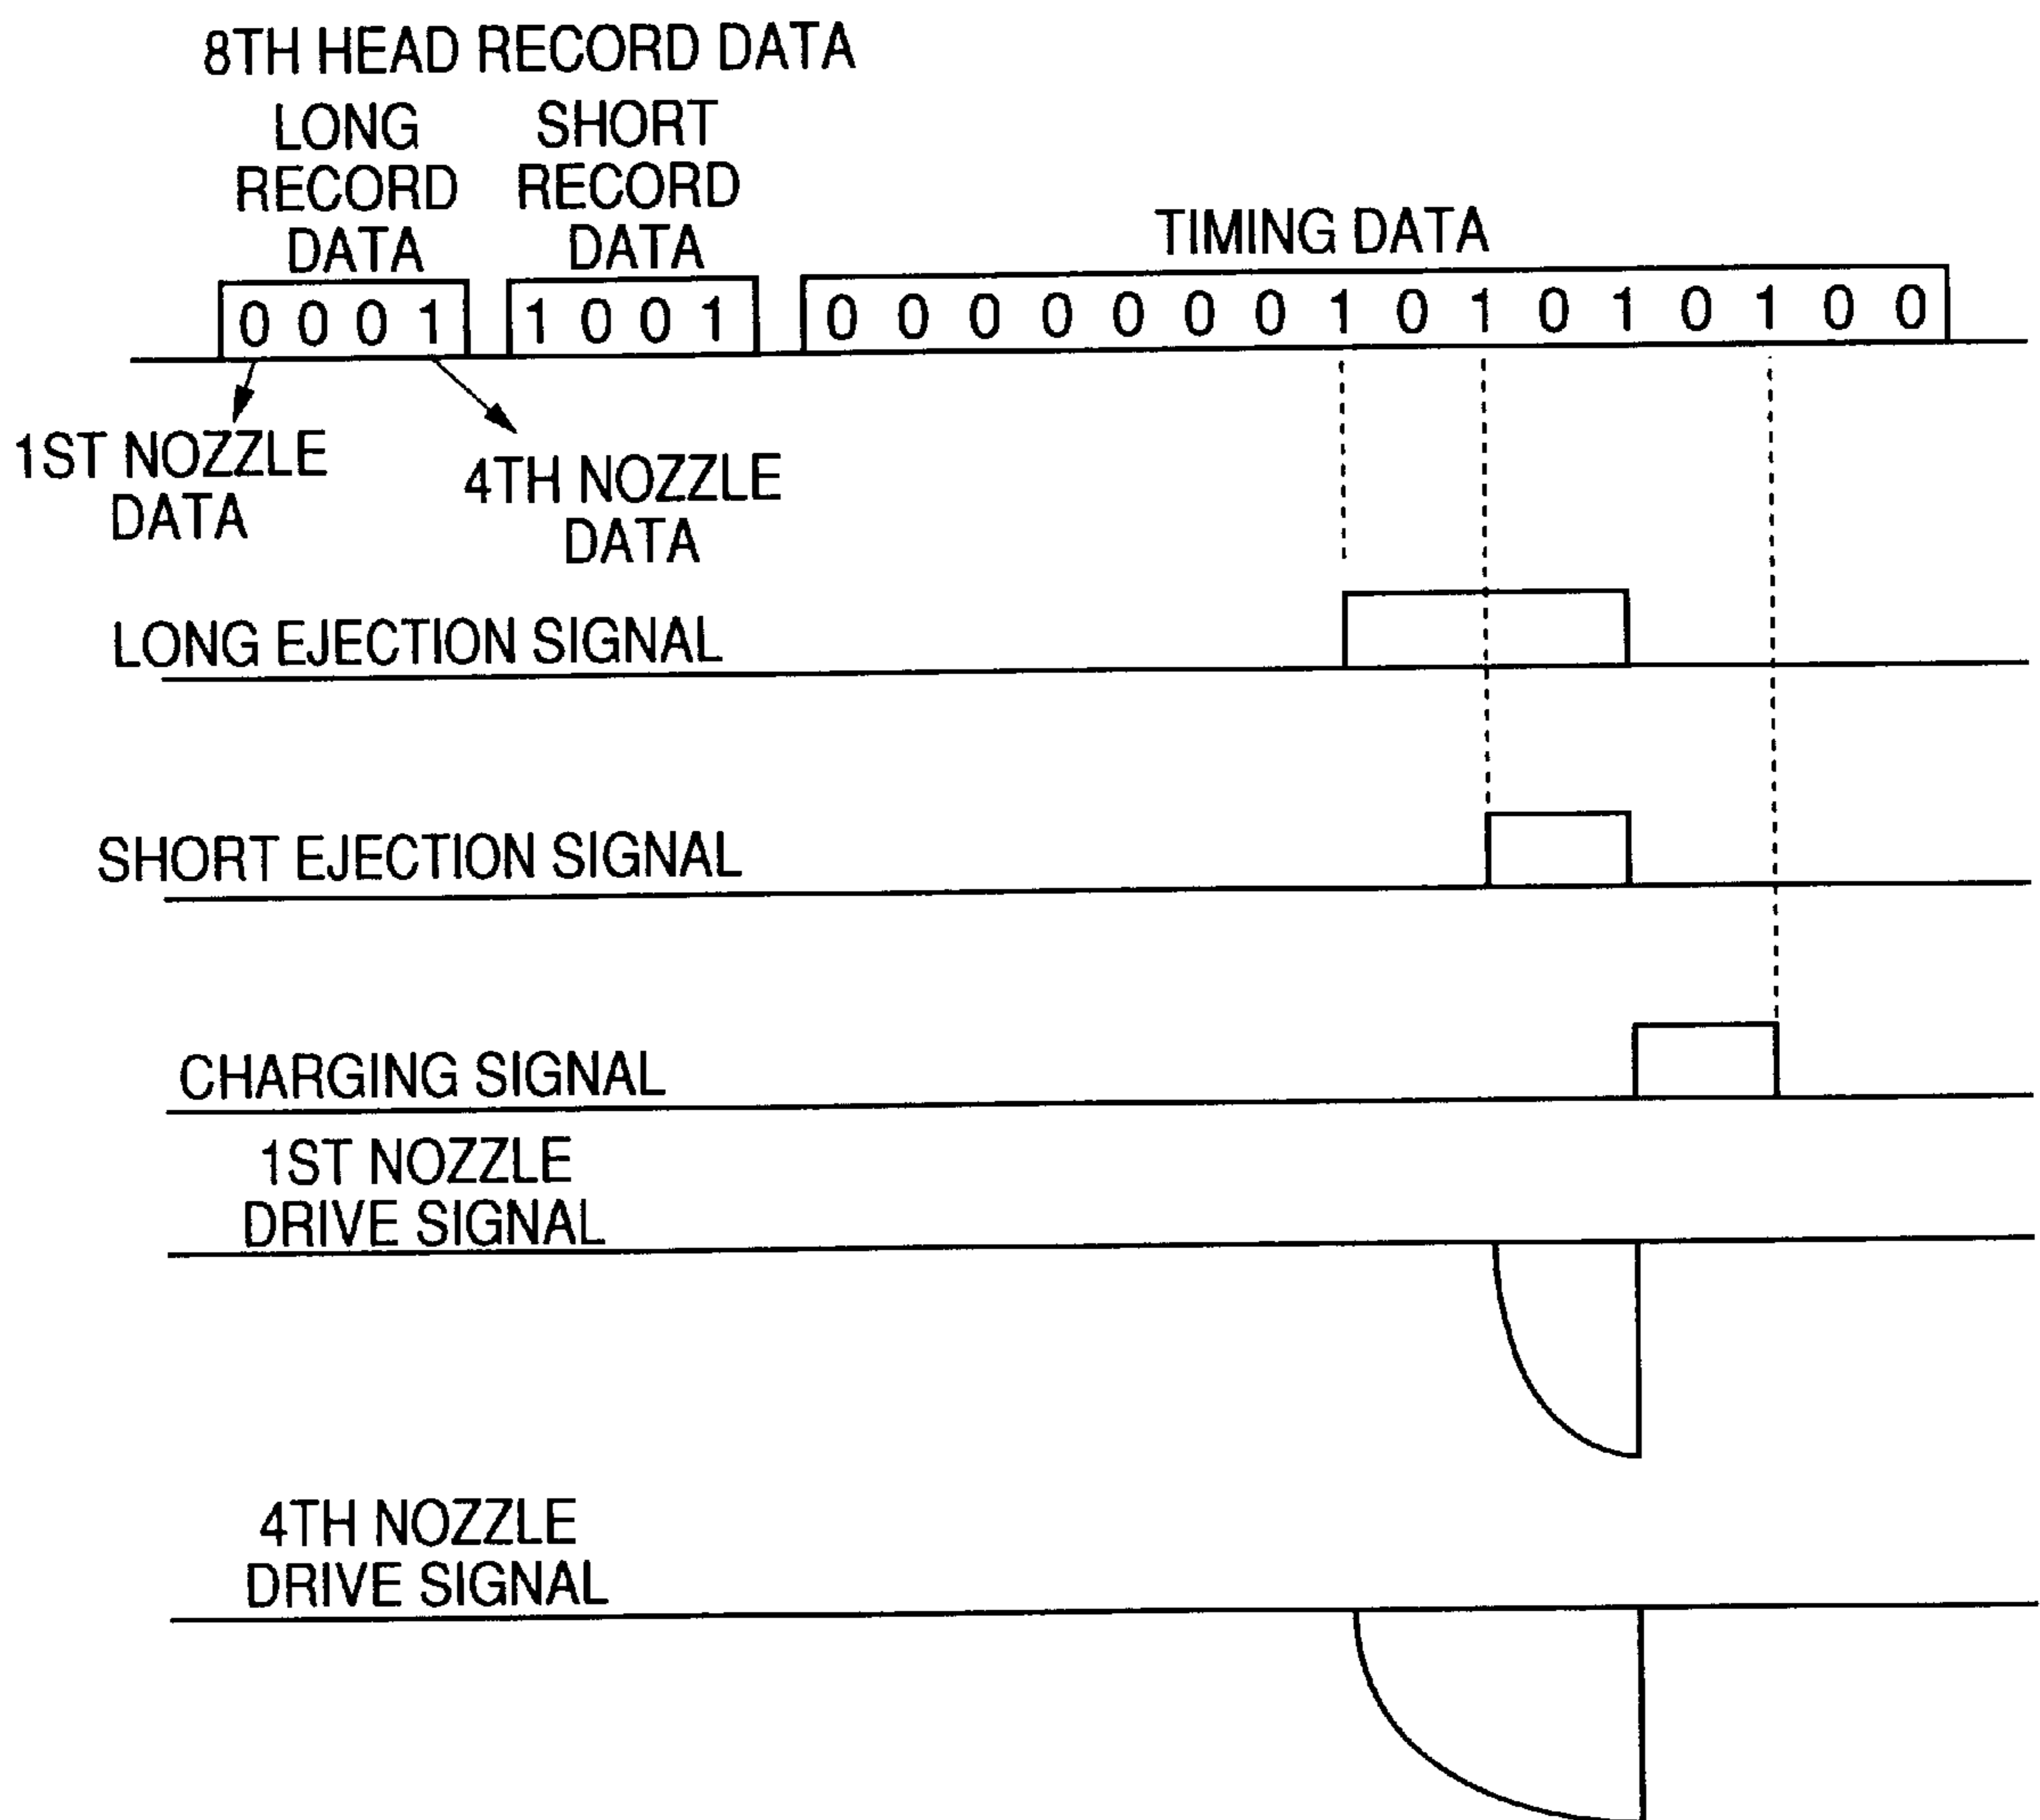 8TH HEAD RECORD DATA
LONG
RECORD
DATA
SHORT
RECORD
DATA
TIMING DATA
0 0 0 1
1 0 0 1
0 0 0 0 0 0 0 1 0 1 0 1 0 1 0 0
1ST NOZZLE
DATA
4TH NOZZLE
DATA
LONG EJECTION SIGNAL
SHORT EJECTION SIGNAL
CHARGING SIGNAL
1ST NOZZLE
DRIVE SIGNAL
4TH NOZZLE
DRIVE SIGNAL